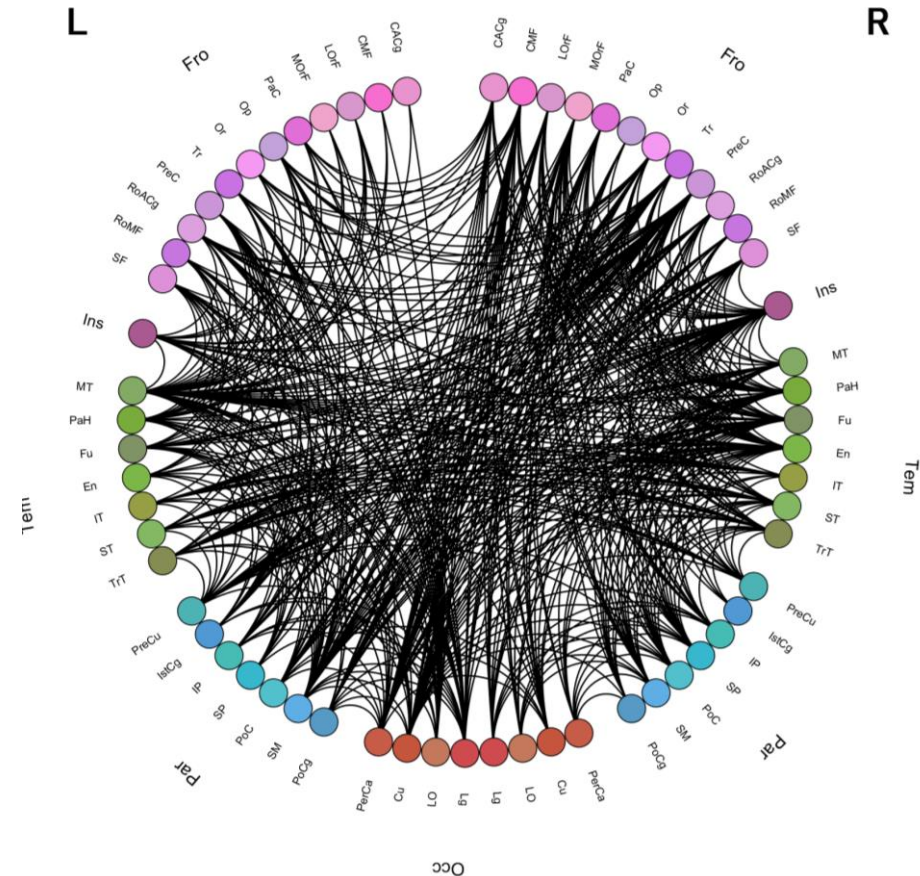 L
R
Fro
CACg
CMF
LOrF
MOrF
PaC
Op
Or
Tr
PreC
RoACg
RoMF
SF
Ins
MT
PaH
Fu
En
IT
ST
TrT
PreCu
IstCg
IP
SP
PoC
SM
PoCg
Par
PerCa
Cu
LO
Lg
Fro
CACg
CMF
LOrF
MOrF
PaC
Op
Or
Tr
PreC
RoACg
RoMF
SF
Ins
MT
PaH
Fu
En
IT
ST
TrT
Tem
PreCu
IstCg
IP
SP
PoC
SM
PoCg
Par
PerCa
Cu
LO
Lg
Occ